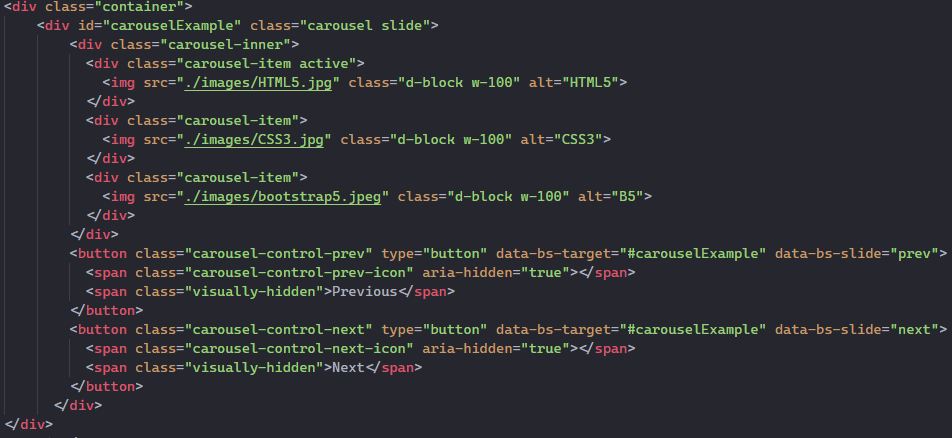 <div class="container">
<div id="carouselExample" class="carousel slide">
<div class="carousel-inner">
<div class="carousel-item active">
<img src="./images/HTML5.jpg" class="d-block w-100" alt="HTML5">
</div>
<div class="carousel-item">
<img src="./images/CSS3.jpg" class="d-block w-100" alt="CSS3">
</div>
<div class="carousel-item">
<img src="./images/bootstrap5.jpeg" class="d-block w-100" alt="B5">
</div>
</div>
<button class="carousel-control-prev" type="button" data-bs-target="#carouselExample" data-bs-slide="prev">
<span class="carousel-control-prev-icon" aria-hidden="true"></span>
<span class="visually-hidden">Previous</span>
</button>
<button class="carousel-control-next" type="button" data-bs-target="#carouselExample" data-bs-slide="next">
<span class="carousel-control-next-icon" aria-hidden="true"></span>
<span class="visually-hidden">Next</span>
</button>
</div>
</div>